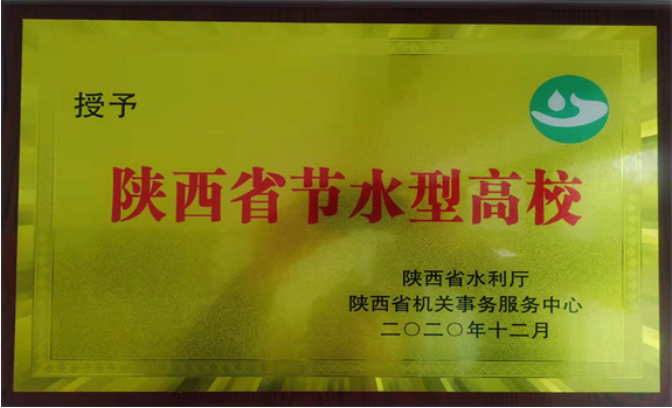 授予
陕西省节水型高校
陕西省水利厅
陕西省机关事务服务中心
二〇二〇年十二月